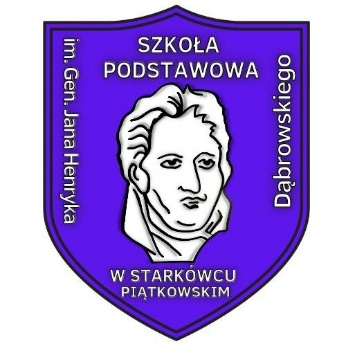 SZKOŁA
PODSTAWOWA
im. Gen. Jana Henryka
Dąbrowskiego
W STARKÓWCU
PIĄTKOWSKIM